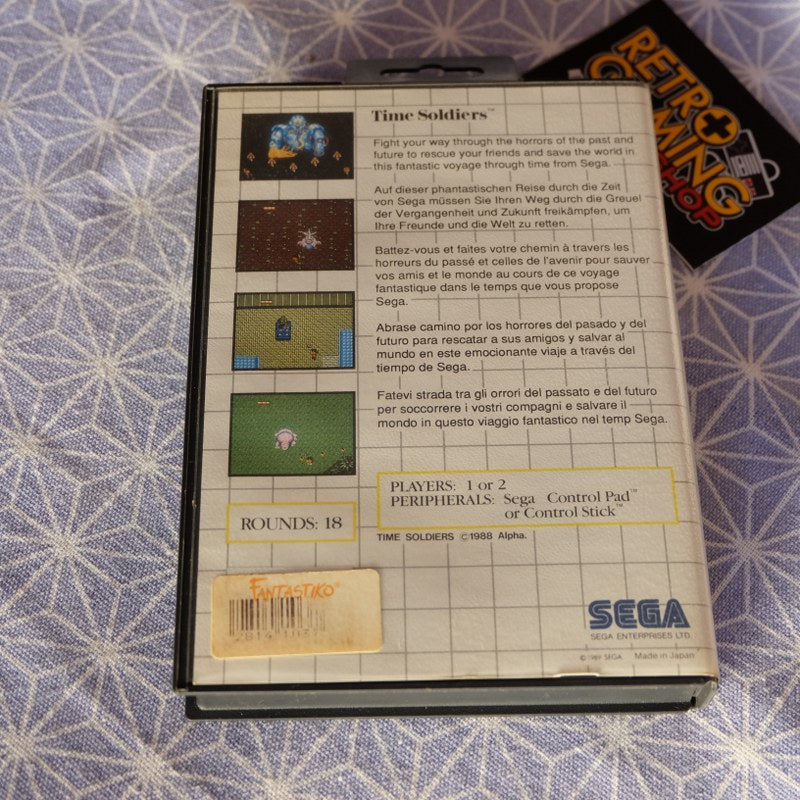 Time Soldiers™
Fight your way through the horrors of the past and
future to rescue your friends and save the world in
this fantastic voyage through time from Sega.
Auf dieser phantastischen Reise durch die Zeit
von Sega müssen Sie Ihren Weg durch die Greuel
der Vergangenheit und Zukunft freikämpfen, um
Ihre Freunde und die Welt zu retten.
Battez-vous et faites votre chemin à travers les
horreurs du passé et celles de l'avenir pour sauver
vos amis et le monde au cours de ce voyage
fantastique dans le temps que vous propose
Sega.
Abrase camino por los horrores del pasado y del
futuro para rescatar a sus amigos y salvar al
mundo en este emocionante viaje a través del
tiempo de Sega.
Fatevi strada tra gli orrori del passato e del futuro
per soccorrere i vostri compagni e salvare il
mondo in questo viaggio fantastico nel temp Sega.
PLAYERS: 1 or 2
PERIPHERALS: Sega Control Pad™
or Control Stick™
ROUNDS: 18
TIME SOLDIERS ©1988 Alpha.
FANTASTIKO®
SEGA
SEGA ENTERPRISES LTD.
© 1989 SEGA Made in Japan
RETRO
GAMING
SHOP